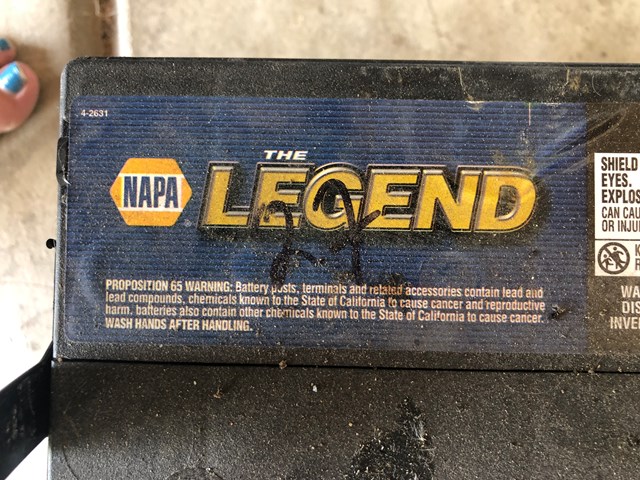 4-2631
THE
NAPA
LEGEND
PROPOSITION 65 WARNING: Battery posts, terminals and related accessories contain lead and
lead compounds, chemicals known to the State of California to cause cancer and reproductive
harm. batteries also contain other chemicals known to the State of California to cause cancer.
WASH HANDS AFTER HANDLING.
SHIELD
EYES.
EXPLOS
CAN CAU
OR INJU
K
R
WA
DIS
INVE